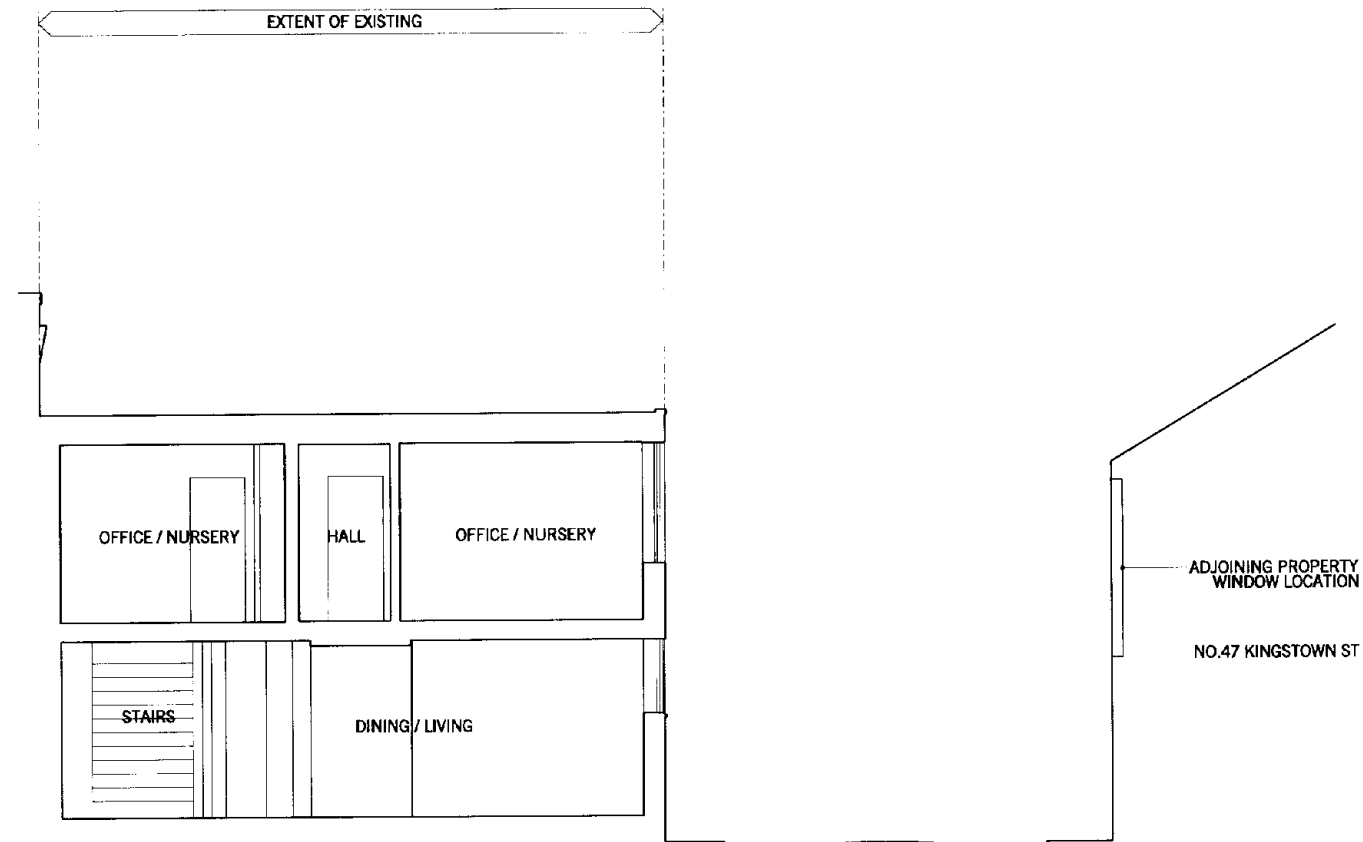 EXTENT OF EXISTING
OFFICE / NURSERY
HALL
OFFICE / NURSERY
ADJOINING PROPERTY
WINDOW LOCATION
NO.47 KINGSTOWN ST
STAIRS
DINING / LIVING